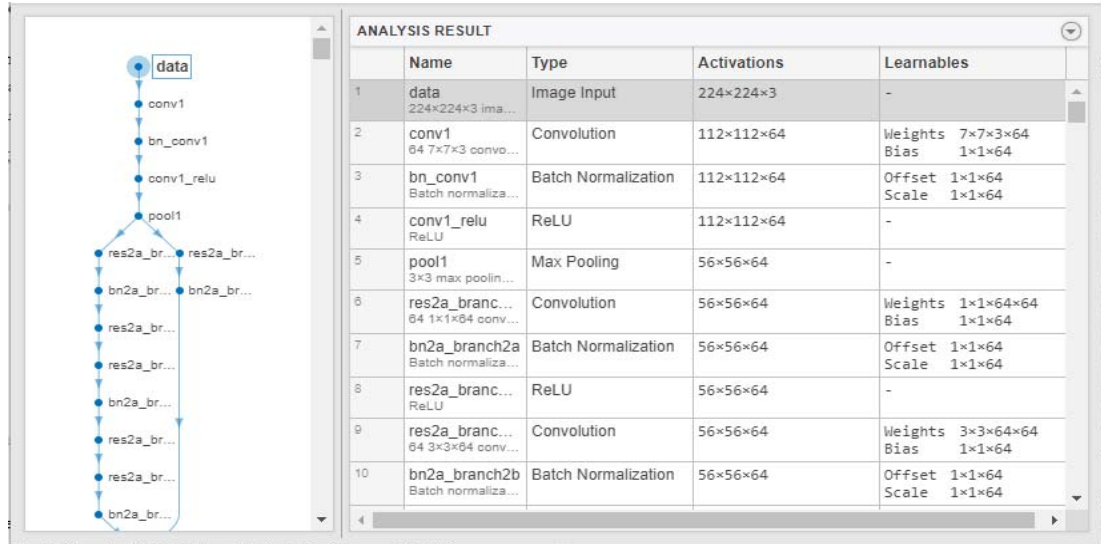 data
conv1
bn_conv1
conv1_relu
pool1
res2a_br... res2a_br...
bn2a_br... bn2a_br...
res2a_br...
res2a_br...
bn2a_br...
res2a_br...
res2a_br...
bn2a_br...
ANALYSIS RESULT
Name Type Activations Learnables
1 data Image Input 224×224×3 -
224×224×3 ima...
2 conv1 Convolution 112×112×64 Weights 7×7×3×64
64 7×7×3 convo... Bias 1×1×64
3 bn_conv1 Batch Normalization 112×112×64 Offset 1×1×64
Batch normaliza... Scale 1×1×64
4 conv1_relu ReLU 112×112×64 -
ReLU
5 pool1 Max Pooling 56×56×64 -
3×3 max poolin...
6 res2a_branc... Convolution 56×56×64 Weights 1×1×64×64
64 1×1×64 conv... Bias 1×1×64
7 bn2a_branch2a Batch Normalization 56×56×64 Offset 1×1×64
Batch normaliza... Scale 1×1×64
8 res2a_branc... ReLU 56×56×64 -
ReLU
9 res2a_branc... Convolution 56×56×64 Weights 3×3×64×64
64 3×3×64 conv... Bias 1×1×64
10 bn2a_branch2b Batch Normalization 56×56×64 Offset 1×1×64
Batch normaliza... Scale 1×1×64